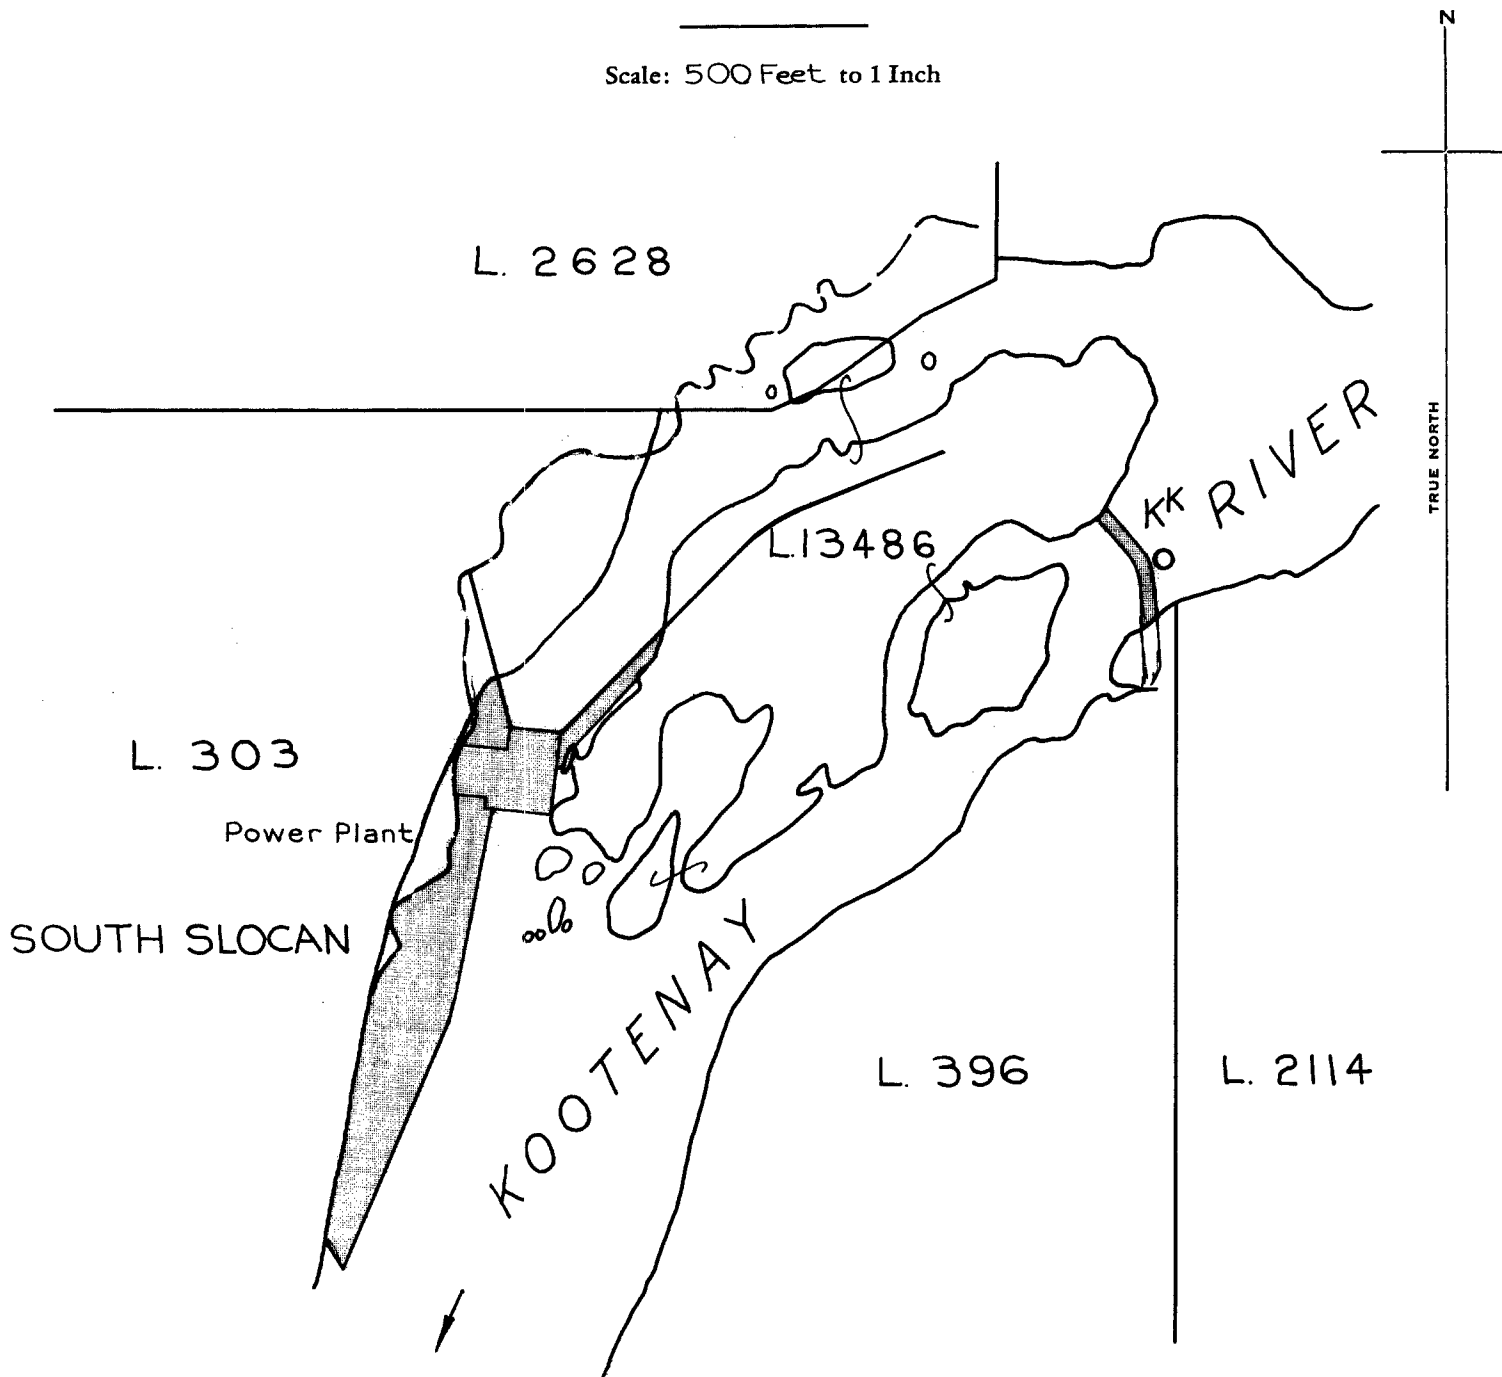 N
Scale: 500 Feet to 1 Inch
L. 2628
TRUE NORTH
KK RIVER
L.13486
L. 303
Power Plant
SOUTH SLOCAN
KOOTENAY
L. 396
L. 2114